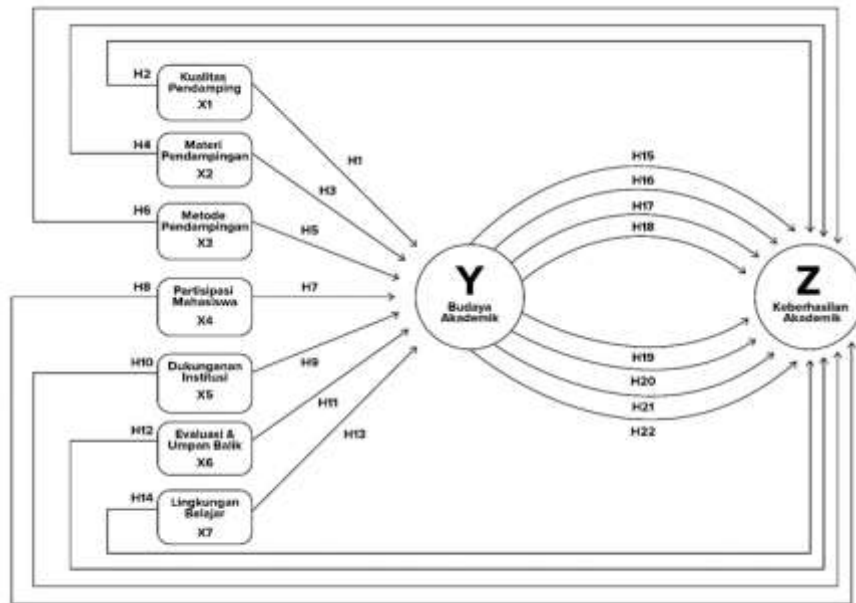 H2
Kualitas
Pendamping
X1
H1
H4
Materi
Pendampingan
X2
H3
H6
Metode
Pendampingan
X3
H5
H8
Partisipasi
Mahasiswa
X4
H7
H10
Dukunganan
Institusi
X5
H9
H12
Evaluasi &
Umpan Balik
X6
H11
H14
Lingkungan
Belajar
X7
H13
Y
Budaya
Akademik
H15
H16
H17
H18
H19
H20
H21
H22
Z
Keberhasilan
Akademik